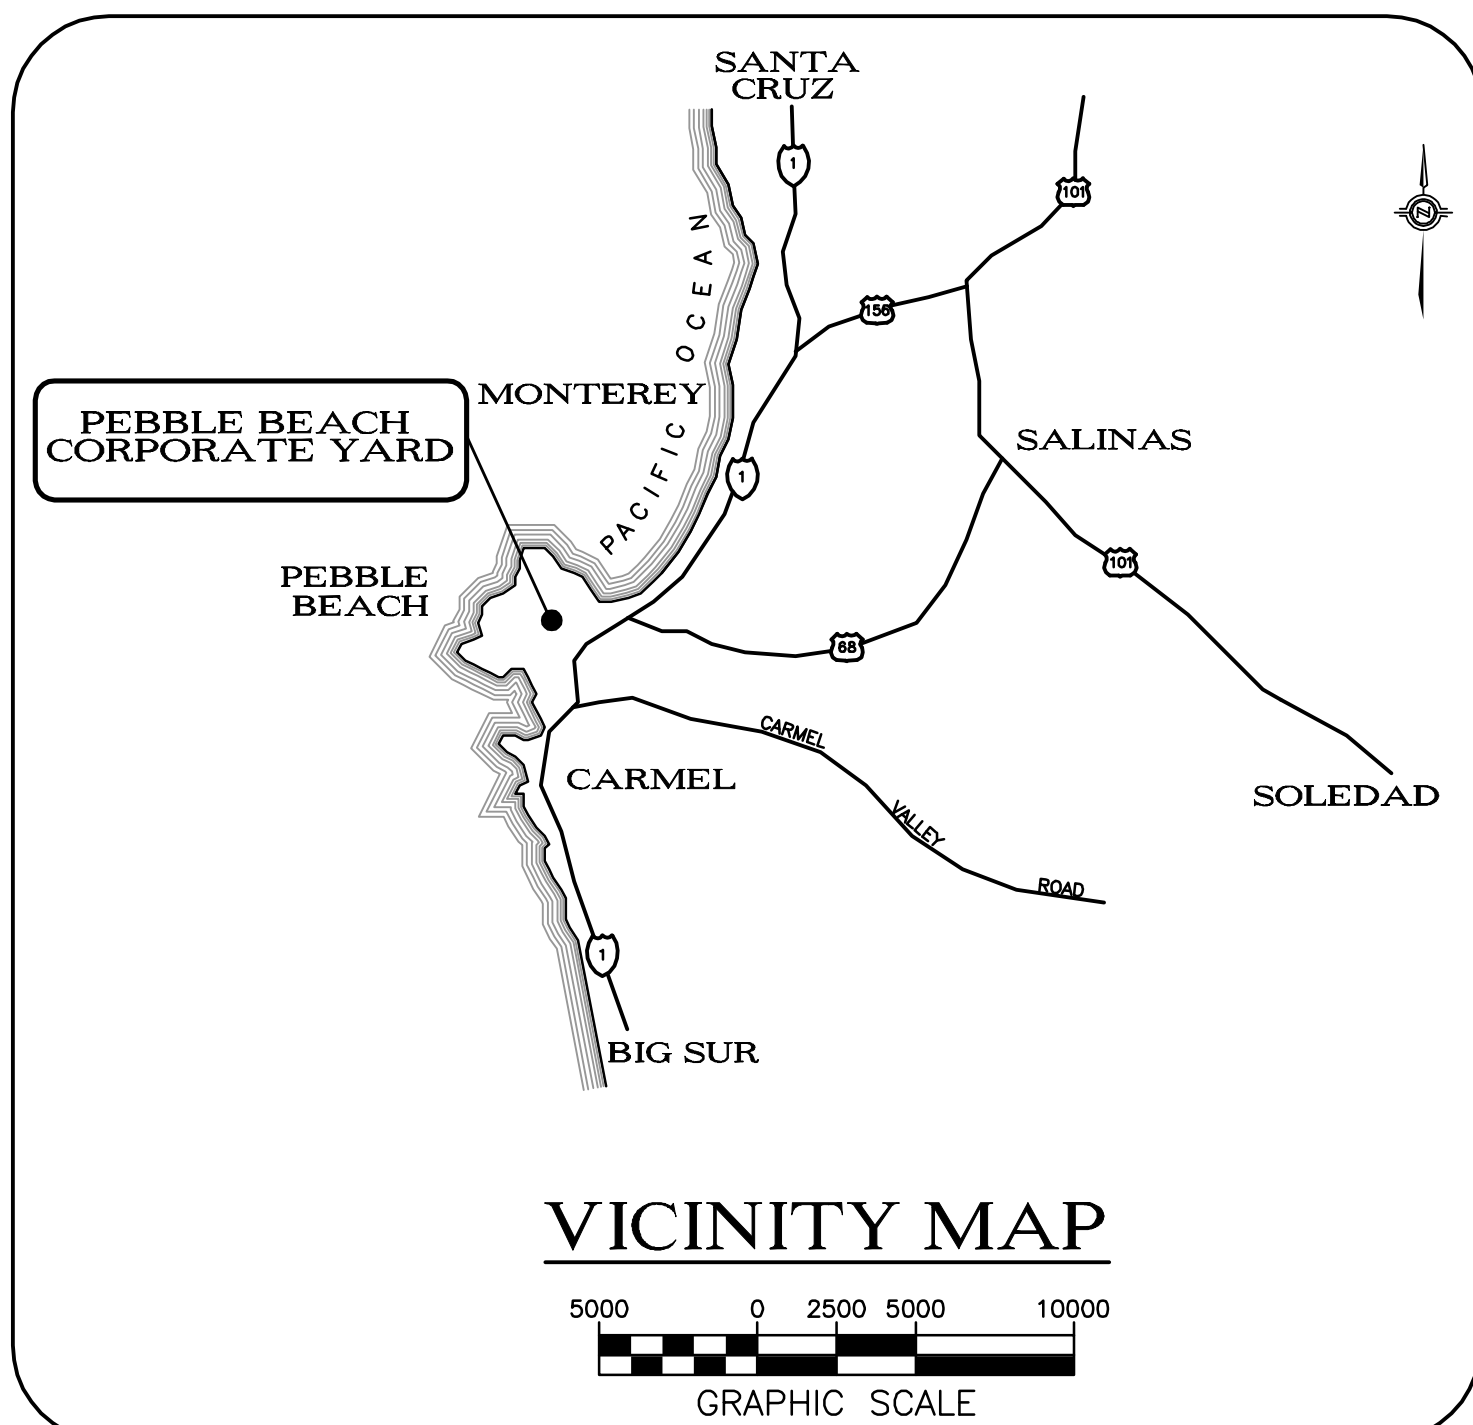 SANTA
CRUZ
1
101
N
PACIFIC OCEAN
156
MONTEREY
PEBBLE BEACH
CORPORATE YARD
SALINAS
1
101
PEBBLE
BEACH
68
CARMEL VALLEY ROAD
CARMEL
SOLEDAD
1
BIG SUR
VICINITY MAP
5000 0 2500 5000 10000
GRAPHIC SCALE